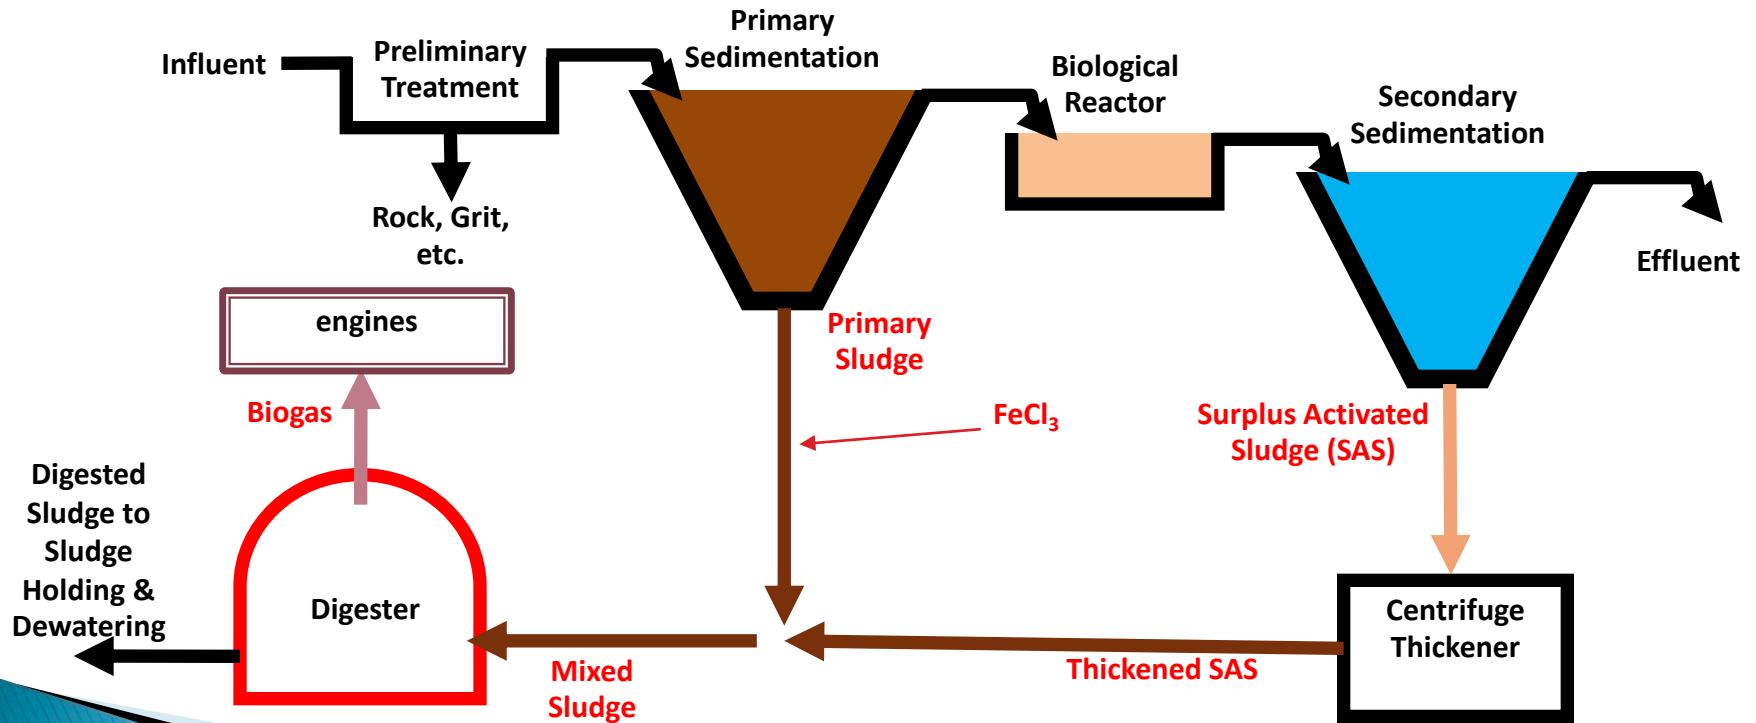 Influent
Preliminary
Treatment
Primary
Sedimentation
Biological
Reactor
Secondary
Sedimentation
Rock, Grit,
etc.
Effluent
engines
Primary
Sludge
Biogas
FeCl₃
Surplus Activated
Sludge (SAS)
Digested
Sludge to
Sludge
Holding &
Dewatering
Digester
Centrifuge
Thickener
Mixed
Sludge
Thickened SAS